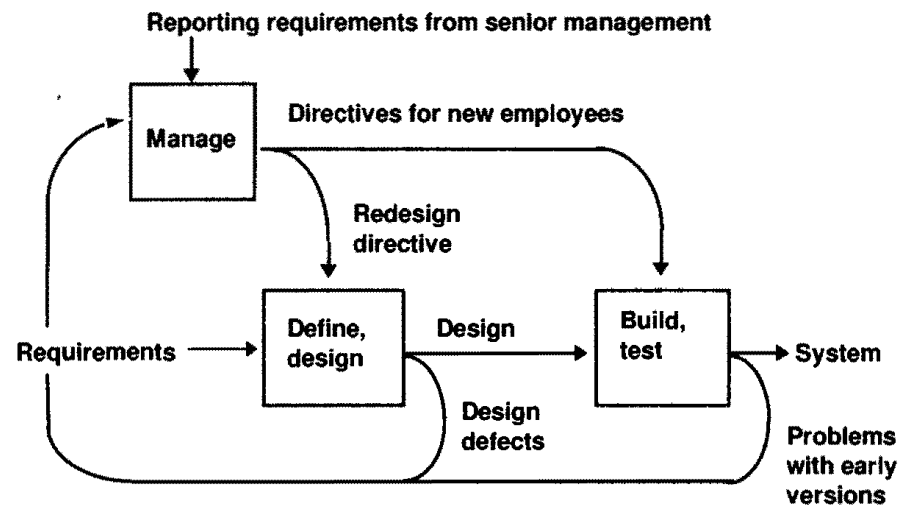 Reporting requirements from senior management
Manage
Directives for new employees
Redesign
directive
Requirements
Define,
design
Design
Build,
test
System
Design
defects
Problems
with early
versions